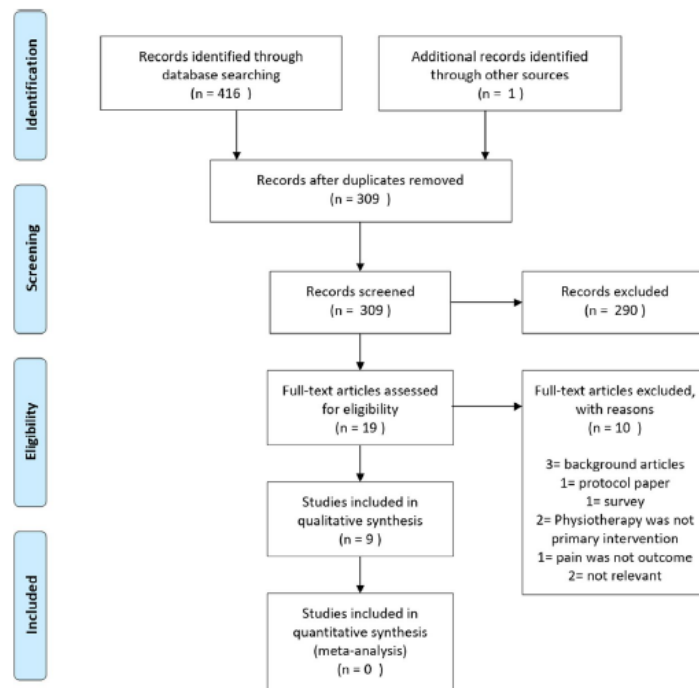 Identification
Records identified through
database searching
(n = 416 )
Additional records identified
through other sources
(n = 1 )
Records after duplicates removed
(n = 309 )
Screening
Records screened
(n = 309 )
Records excluded
(n = 290 )
Eligibility
Full-text articles assessed
for eligibility
(n = 19 )
Full-text articles excluded,
with reasons
(n = 10 )
3= background articles
1= protocol paper
1= survey
2= Physiotherapy was not
primary intervention
1= pain was not outcome
2= not relevant
Studies included in
qualitative synthesis
(n = 9 )
Included
Studies included in
quantitative synthesis
(meta-analysis)
(n = 0 )